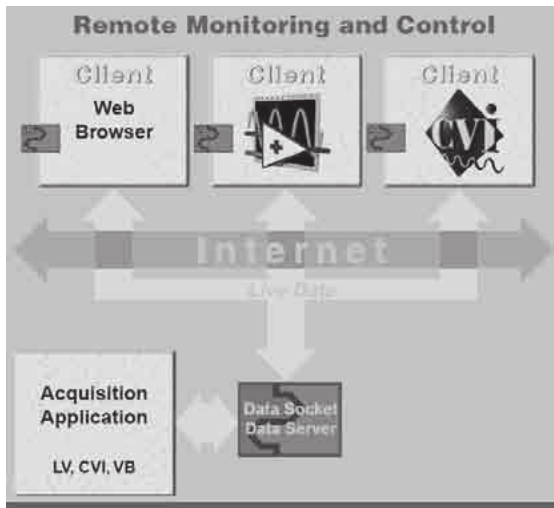 Remote Monitoring and Control
Client
Client
Client
Web
Browser
CVI
Internet
Live Data
Acquisition
Application
LV, CVI, VB
Data Socket
Data Server